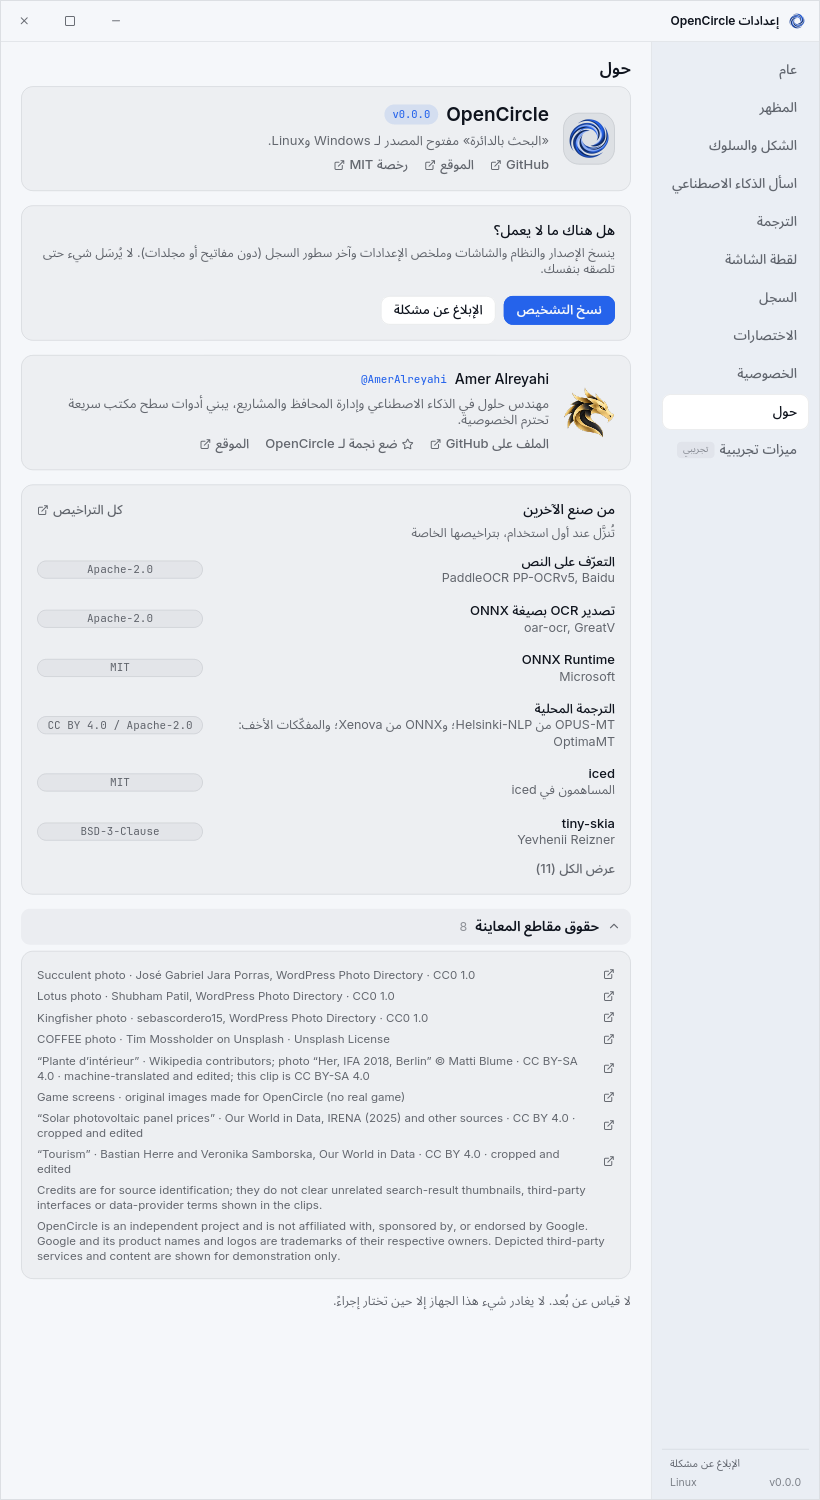 إعدادات OpenCircle
عام
المظهر
الشكل والسلوك
اسأل الذكاء الاصطناعي
الترجمة
لقطة الشاشة
السجل
الاختصارات
الخصوصية
حول
ميزات تجريبية تجريبي
الإبلاغ عن مشكلة
v0.0.0 Linux
حول
OpenCircle v0.0.0
«البحث بالدائرة» مفتوح المصدر لـ Windows وLinux.
GitHub الموقع رخصة MIT
هل هناك ما لا يعمل؟
ينسخ الإصدار والنظام والشاشات وملخص الإعدادات وآخر سطور السجل (دون مفاتيح أو مجلدات). لا يُرسَل شيء حتى
تلصقه بنفسك.
نسخ التشخيص الإبلاغ عن مشكلة
Amer Alreyahi @AmerAlreyahi
مهندس حلول في الذكاء الاصطناعي وإدارة المحافظ والمشاريع، يبني أدوات سطح مكتب سريعة
تحترم الخصوصية.
الملف على GitHub ضع نجمة لـ OpenCircle الموقع
من صنع الآخرين كل التراخيص
تُنزَّل عند أول استخدام، بتراخيصها الخاصة
التعرّف على النص
PaddleOCR PP-OCRv5, Baidu
Apache-2.0
تصدير OCR بصيغة ONNX
oar-ocr, GreatV
Apache-2.0
ONNX Runtime
Microsoft
MIT
الترجمة المحلية
OPUS-MT من Helsinki-NLP؛ وONNX من Xenova؛ والمفكّكات الأخف:
OptimaMT
CC BY 4.0 / Apache-2.0
iced
المساهمون في iced
MIT
tiny-skia
Yevhenii Reizner
BSD-3-Clause
عرض الكل (11)
حقوق مقاطع المعاينة 8
Succulent photo · José Gabriel Jara Porras, WordPress Photo Directory · CC0 1.0
Lotus photo · Shubham Patil, WordPress Photo Directory · CC0 1.0
Kingfisher photo · sebascordero15, WordPress Photo Directory · CC0 1.0
COFFEE photo · Tim Mossholder on Unsplash · Unsplash License
“Plante d’intérieur” · Wikipedia contributors; photo “Her, IFA 2018, Berlin” © Matti Blume · CC BY-SA
4.0 · machine-translated and edited; this clip is CC BY-SA 4.0
Game screens · original images made for OpenCircle (no real game)
“Solar photovoltaic panel prices” · Our World in Data, IRENA (2025) and other sources · CC BY 4.0 ·
cropped and edited
“Tourism” · Bastian Herre and Veronika Samborska, Our World in Data · CC BY 4.0 · cropped and
edited
Credits are for source identification; they do not clear unrelated search-result thumbnails, third-party
interfaces or data-provider terms shown in the clips.
OpenCircle is an independent project and is not affiliated with, sponsored by, or endorsed by Google.
Google and its product names and logos are trademarks of their respective owners. Depicted third-party
services and content are shown for demonstration only.
لا قياس عن بُعد. لا يغادر شيء هذا الجهاز إلا حين تختار إجراءً.